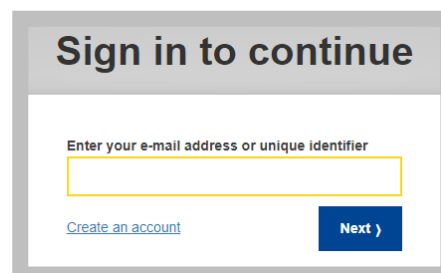 Sign in to continue
Enter your e-mail address or unique identifier
Create an account
Next ⟩